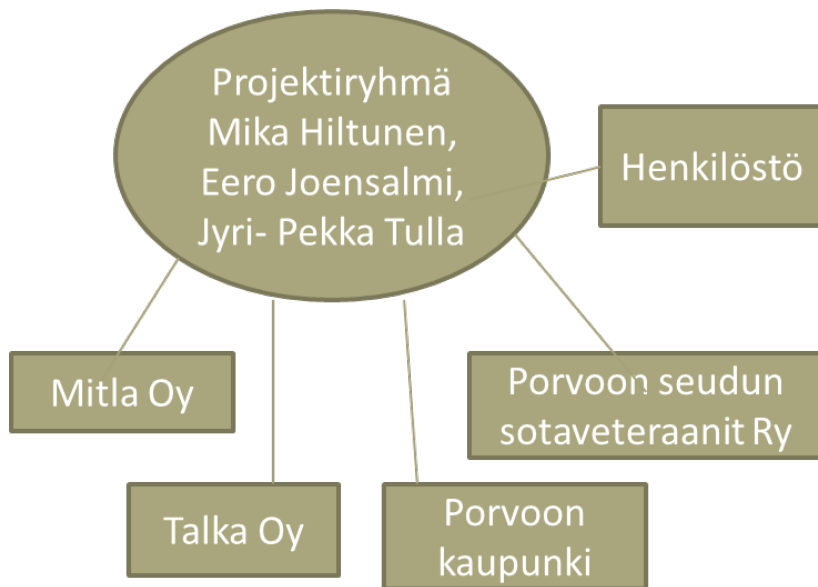 Projektiryhmä
Mika Hiltunen,
Eero Joensalmi,
Jyri- Pekka Tulla
Henkilöstö
Mitla Oy
Porvoon seudun
sotaveteraanit Ry
Talka Oy
Porvoon
kaupunki